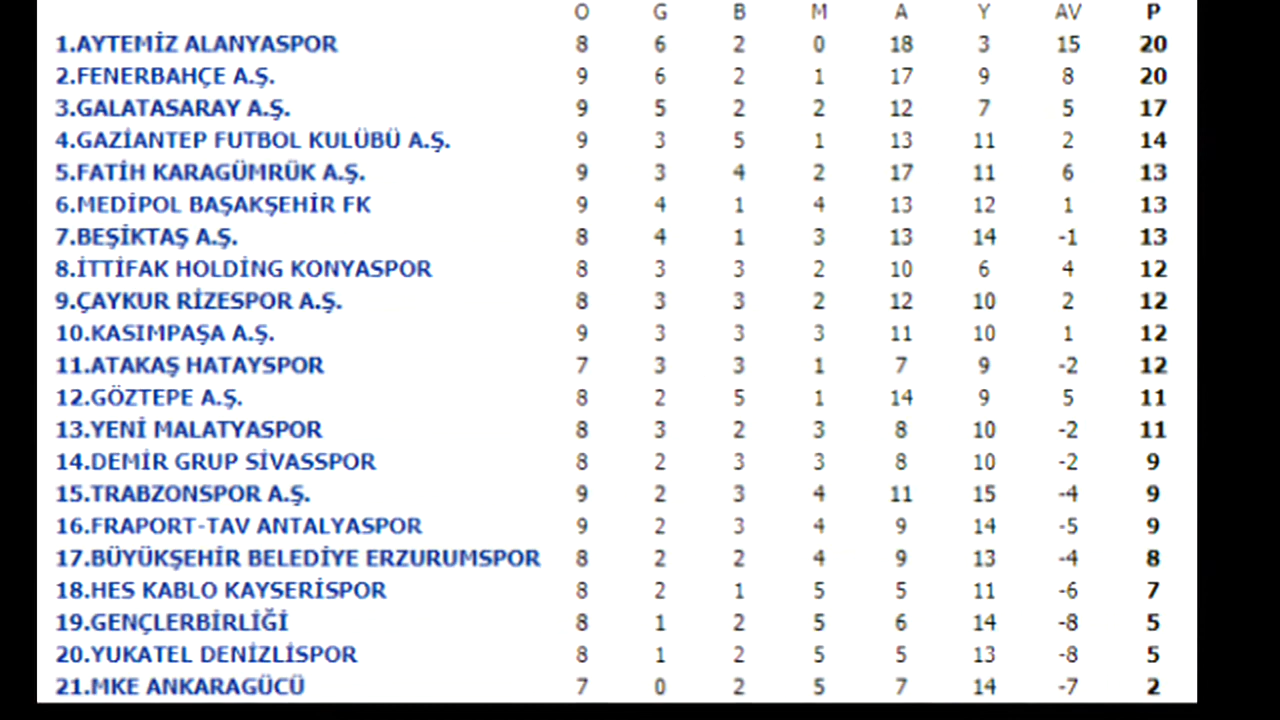 O G B M A Y AV P
1.AYTEMİZ ALANYASPOR 8 6 2 0 18 3 15 20
2.FENERBAHÇE A.Ş. 9 6 2 1 17 9 8 20
3.GALATASARAY A.Ş. 9 5 2 2 12 7 5 17
4.GAZİANTEP FUTBOL KULÜBÜ A.Ş. 9 3 5 1 13 11 2 14
5.FATİH KARAGÜMRÜK A.Ş. 9 3 4 2 17 11 6 13
6.MEDİPOL BAŞAKŞEHİR FK 9 4 1 4 13 12 1 13
7.BEŞİKTAŞ A.Ş. 8 4 1 3 13 14 -1 13
8.İTTİFAK HOLDİNG KONYASPOR 8 3 3 2 10 6 4 12
9.ÇAYKUR RİZESPOR A.Ş. 8 3 3 2 12 10 2 12
10.KASIMPAŞA A.Ş. 9 3 3 3 11 10 1 12
11.ATAKAŞ HATAYSPOR 7 3 3 1 7 9 -2 12
12.GÖZTEPE A.Ş. 8 2 5 1 14 9 5 11
13.YENİ MALATYASPOR 8 3 2 3 8 10 -2 11
14.DEMİR GRUP SİVASSPOR 8 2 3 3 8 10 -2 9
15.TRABZONSPOR A.Ş. 9 2 3 4 11 15 -4 9
16.FRAPORT-TAV ANTALYASPOR 9 2 3 4 9 14 -5 9
17.BÜYÜKŞEHİR BELEDİYE ERZURUMSPOR 8 2 2 4 9 13 -4 8
18.HES KABLO KAYSERİSPOR 8 2 1 5 5 11 -6 7
19.GENÇLERBİRLİĞİ 8 1 2 5 6 14 -8 5
20.YUKATEL DENİZLİSPOR 8 1 2 5 5 13 -8 5
21.MKE ANKARAGÜCÜ 7 0 2 5 7 14 -7 2